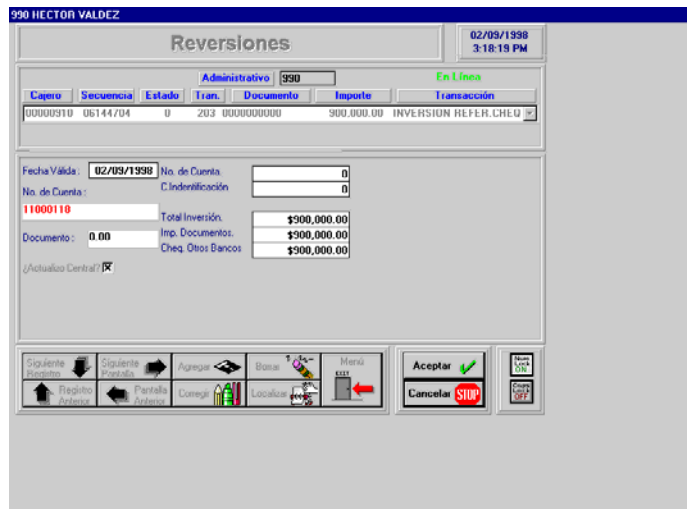 990 HECTOR VALDEZ
Reversiones
02/09/1998
3:18:19 PM
Administrativo 990 En Línea
Cajero Secuencia Estado Tran. Documento Importe Transacción
00000910 06144704 0 203 0000000000 900.000.00 INVERSION REFER.CHEQ
Fecha Válida : 02/09/1998 No. de Cuenta. 0
No. de Cuenta : C.Indentificación 0
11000110
Total Inversión. $900,000.00
Documento : 0.00 Imp. Documentos. $900,000.00
Cheq. Otros Bancos $900,000.00
¿Actualizo Central?
Siguiente Registro Siguiente Pantalla Agregar Borrar Menú EXIT Aceptar Num Lock ON
Registro Anterior Pantalla Anterior Corregir Localizar Cancelar STOP Caps Lock OFF